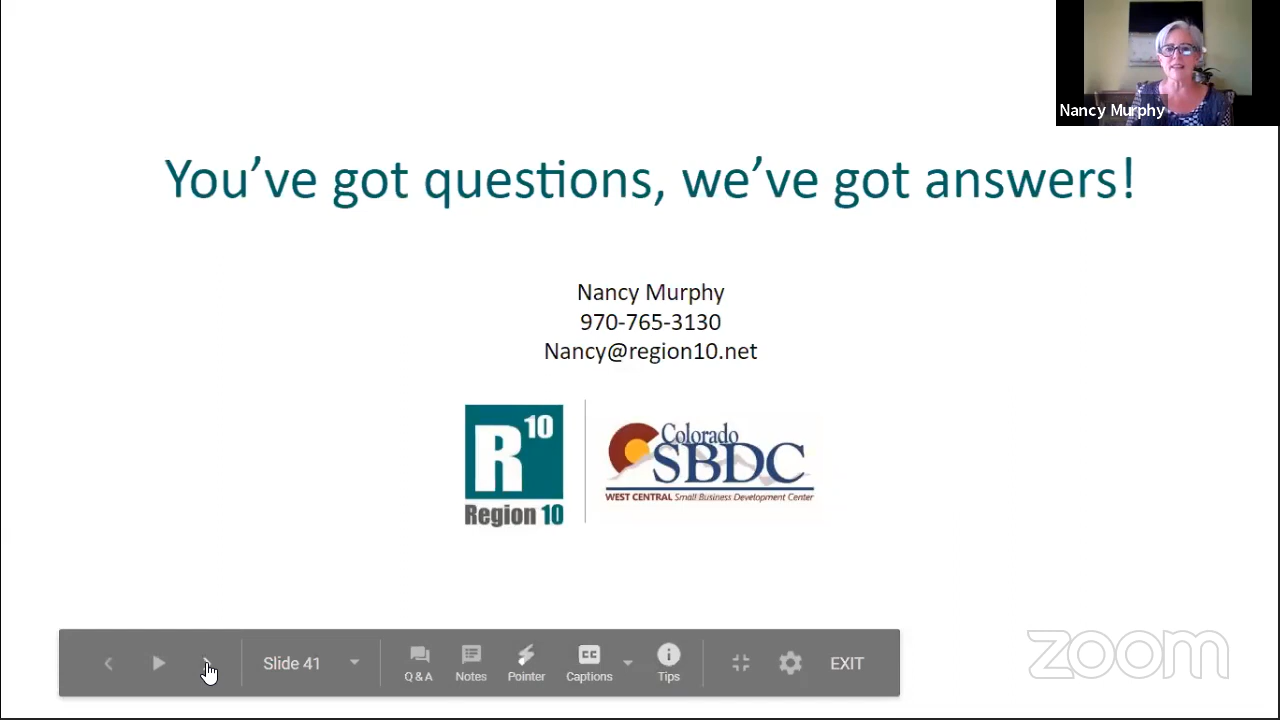 Nancy Murphy
You've got questions, we've got answers!
Nancy Murphy
970-765-3130
Nancy@region10.net
R10
Region 10
Colorado
SBDC
WEST CENTRAL Small Business Development Center
Slide 41
Q & A
Notes
Pointer
CC
Captions
Tips
EXIT
zoom